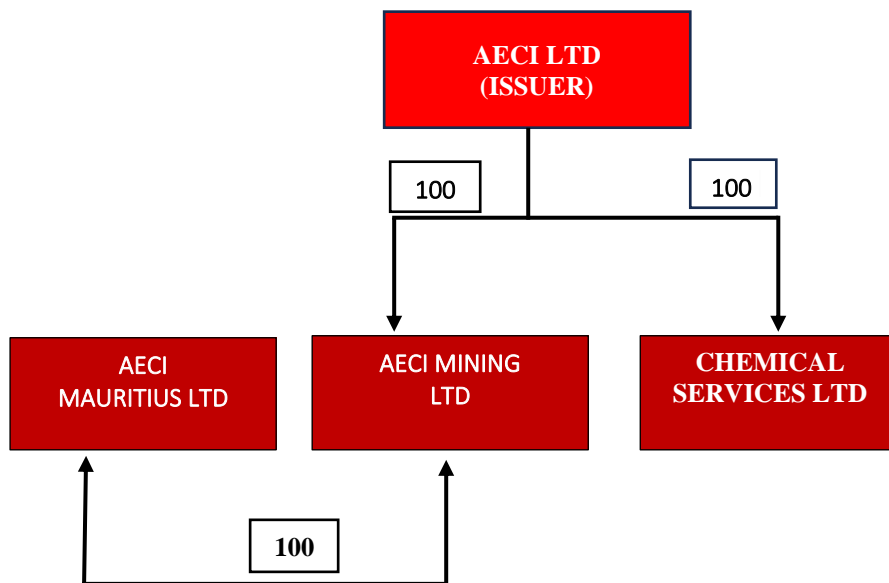 AECI LTD
(ISSUER)
100
100
AECI
MAURITIUS LTD
AECI MINING
LTD
CHEMICAL
SERVICES LTD
100